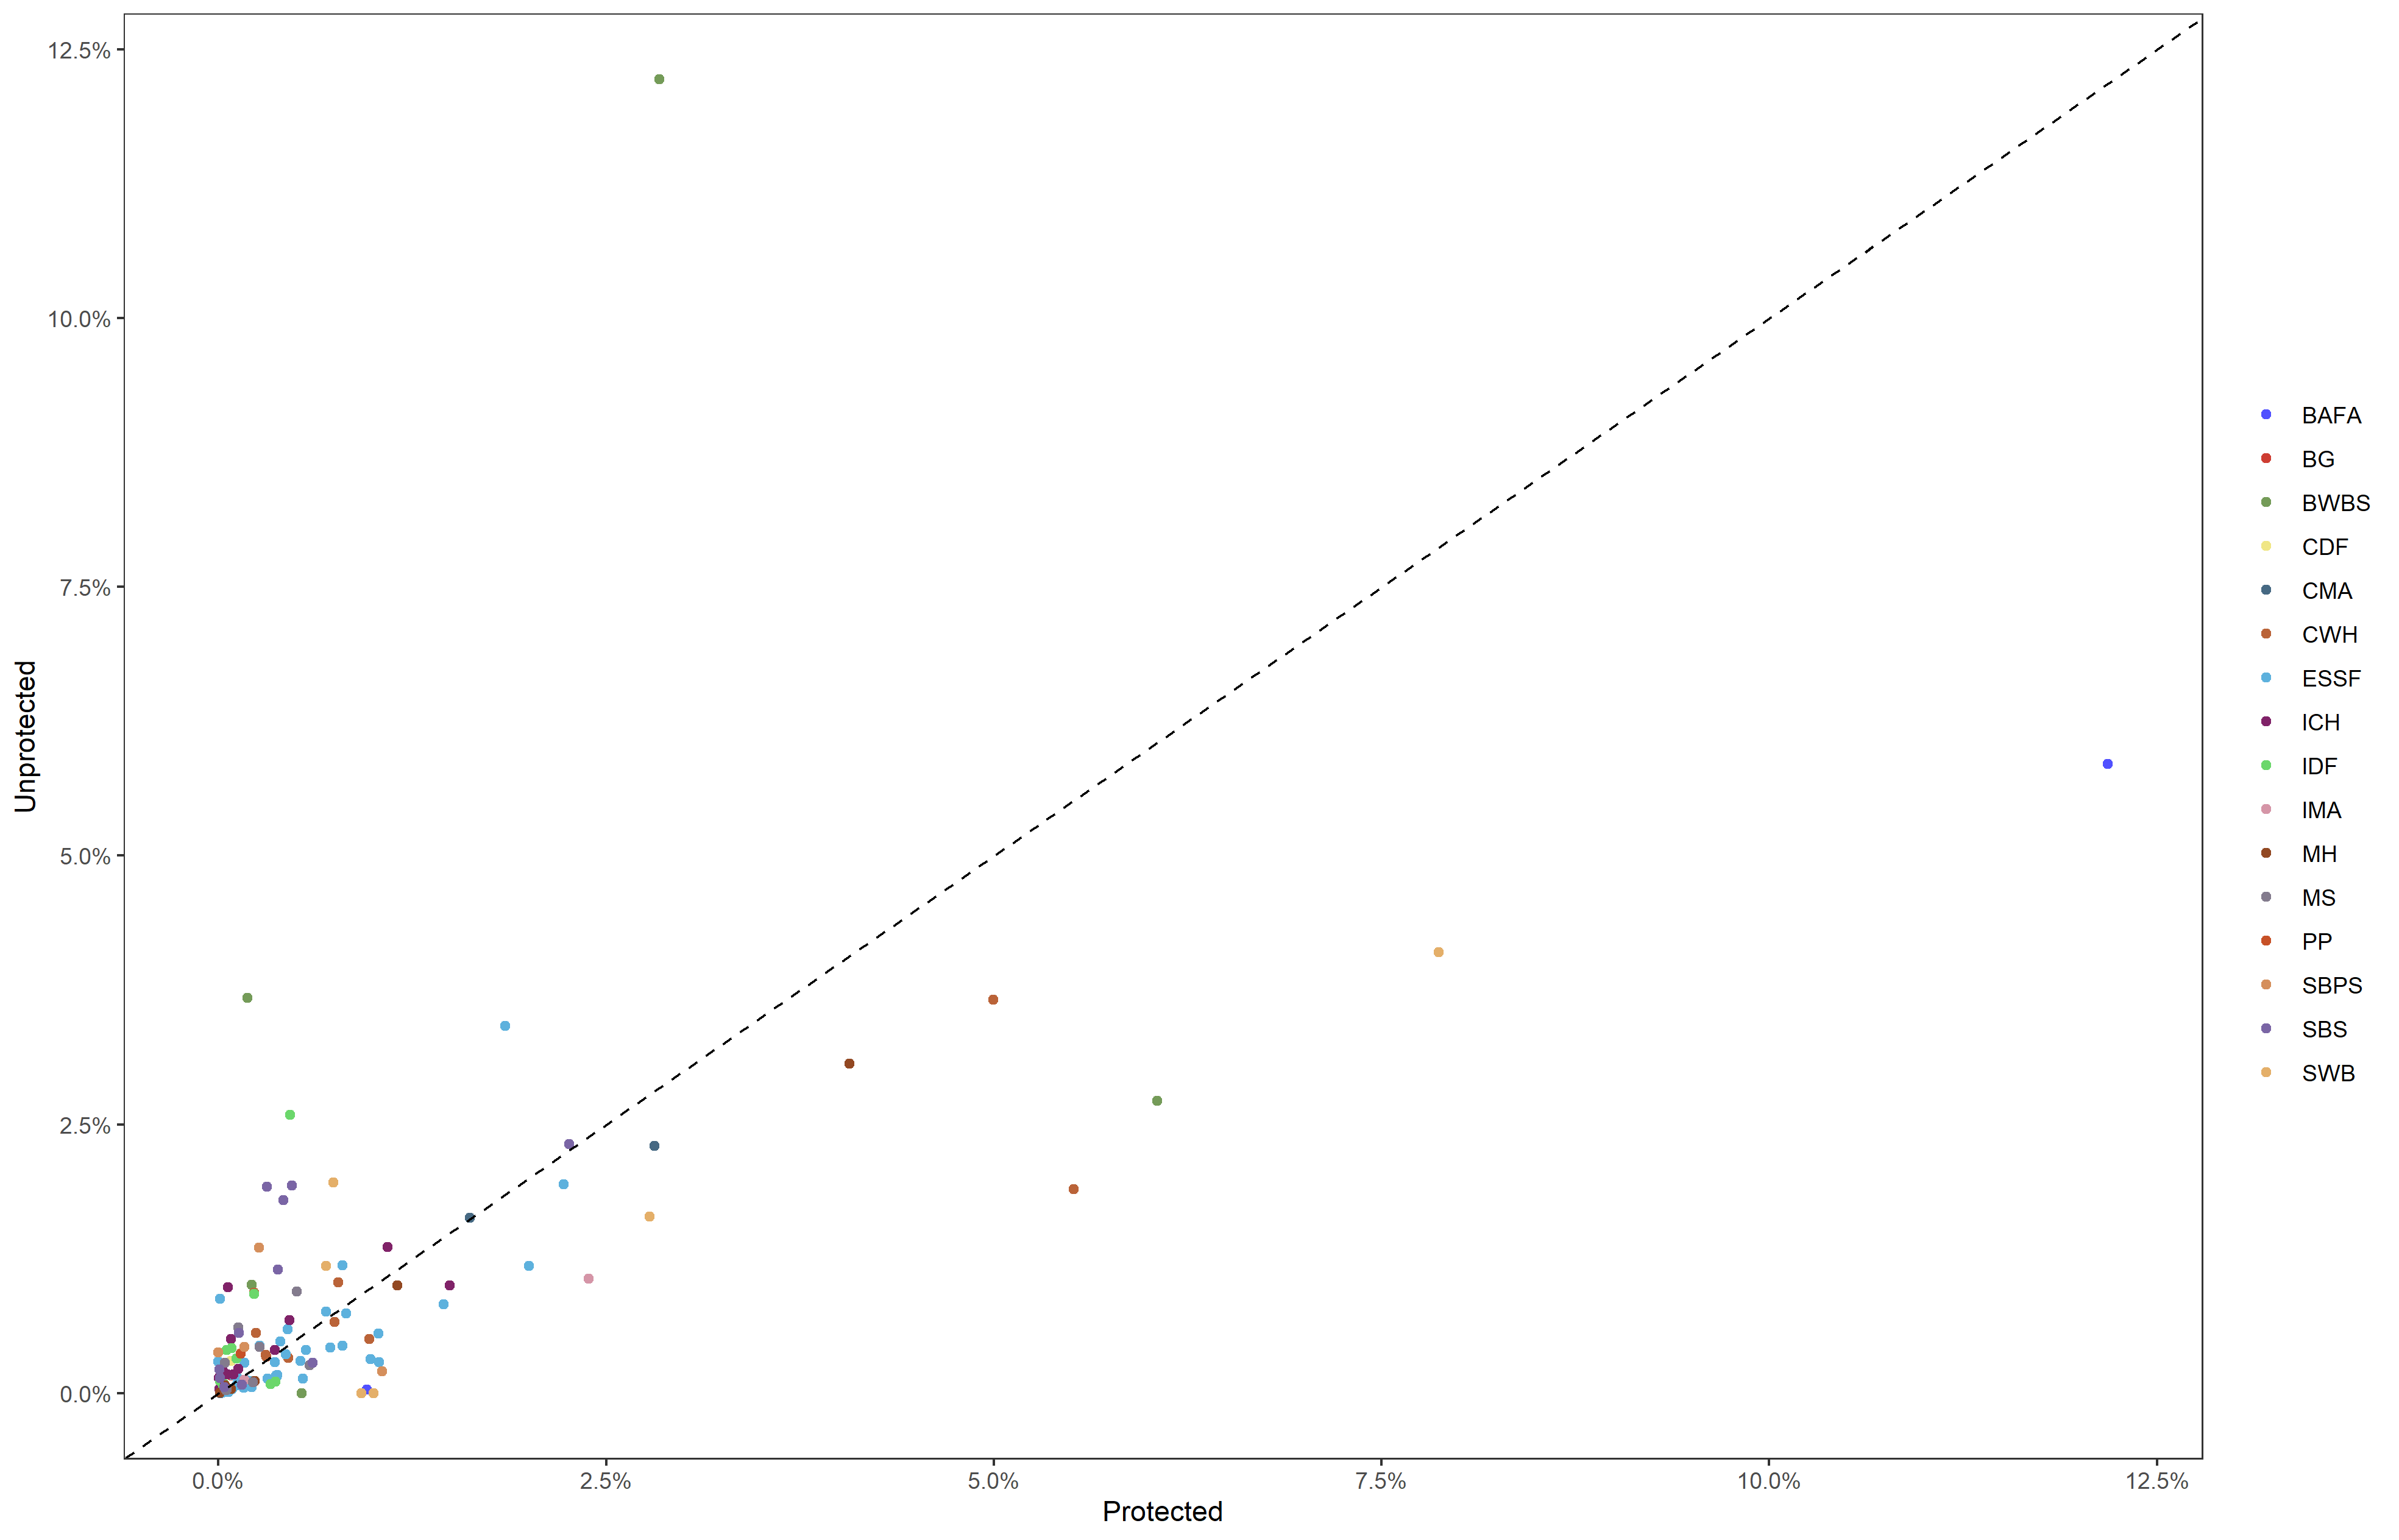 12.5%
10.0%
7.5%
5.0%
2.5%
0.0%
Unprotected
0.0%
2.5%
5.0%
7.5%
10.0%
12.5%
Protected
BAFA
BG
BWBS
CDF
CMA
CWH
ESSF
ICH
IDF
IMA
MH
MS
PP
SBPS
SBS
SWB